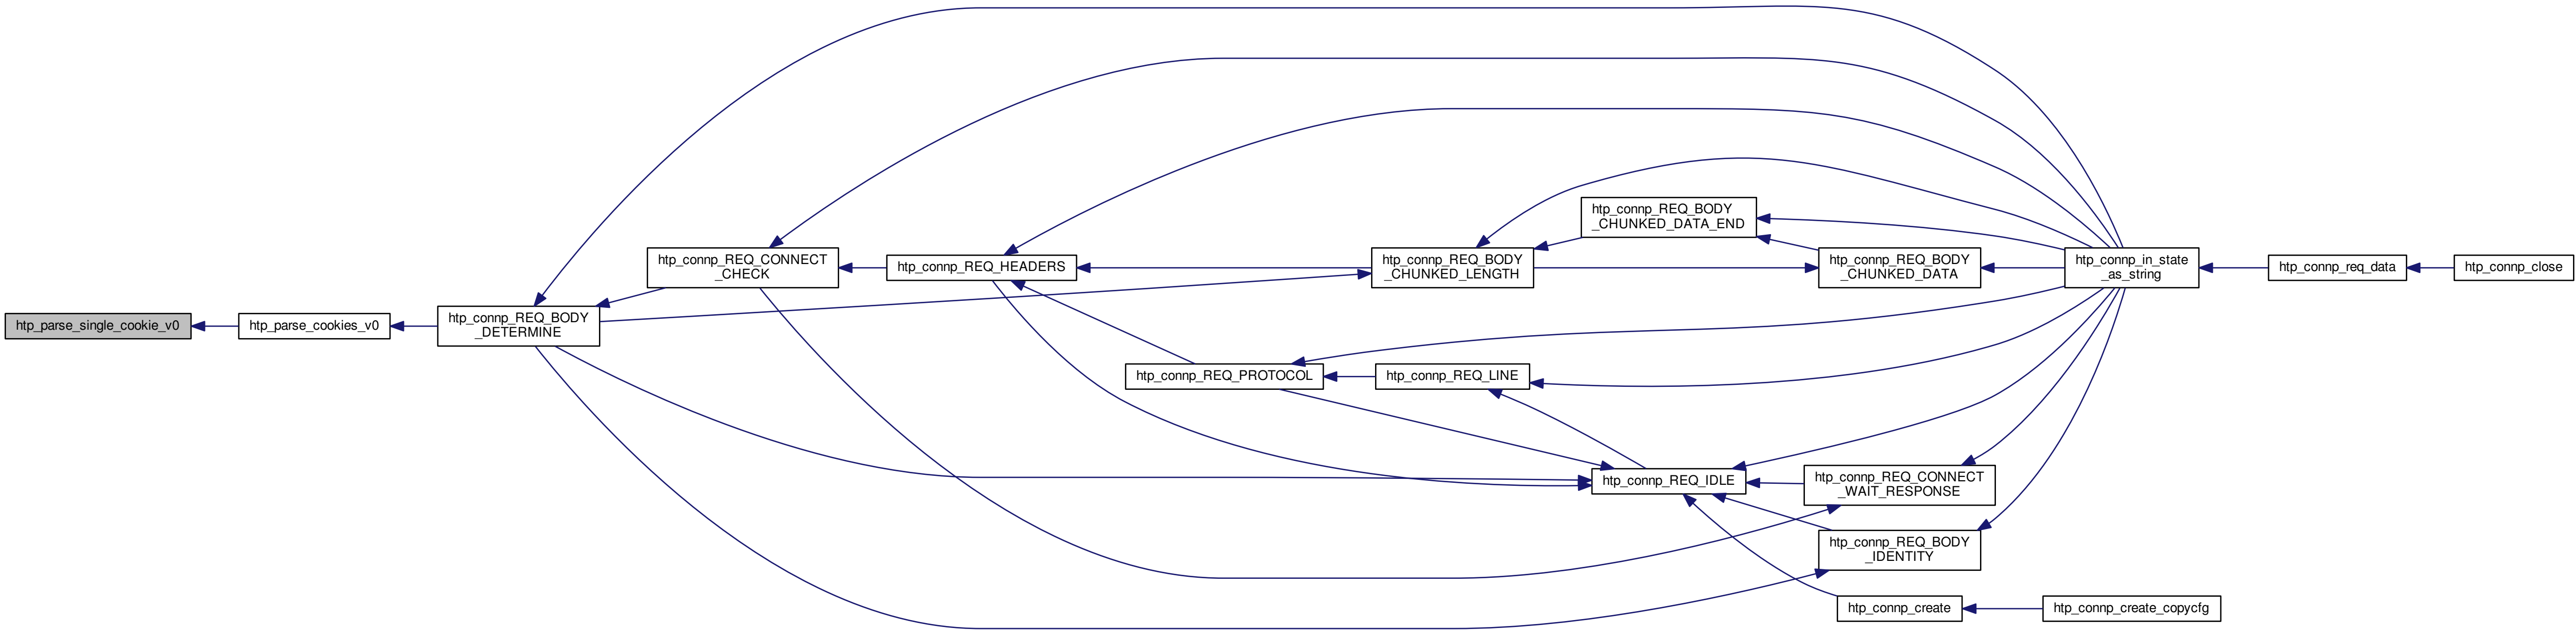 htp_parse_single_cookie_v0
htp_parse_cookies_v0
htp_connp_REQ_BODY
_DETERMINE
htp_connp_REQ_CONNECT
_CHECK
htp_connp_REQ_HEADERS
htp_connp_REQ_PROTOCOL
htp_connp_REQ_BODY
_CHUNKED_LENGTH
htp_connp_REQ_LINE
htp_connp_REQ_BODY
_CHUNKED_DATA_END
htp_connp_REQ_IDLE
htp_connp_REQ_BODY
_CHUNKED_DATA
htp_connp_REQ_CONNECT
_WAIT_RESPONSE
htp_connp_REQ_BODY
_IDENTITY
htp_connp_create
htp_connp_in_state
_as_string
htp_connp_create_copycfg
htp_connp_req_data
htp_connp_close